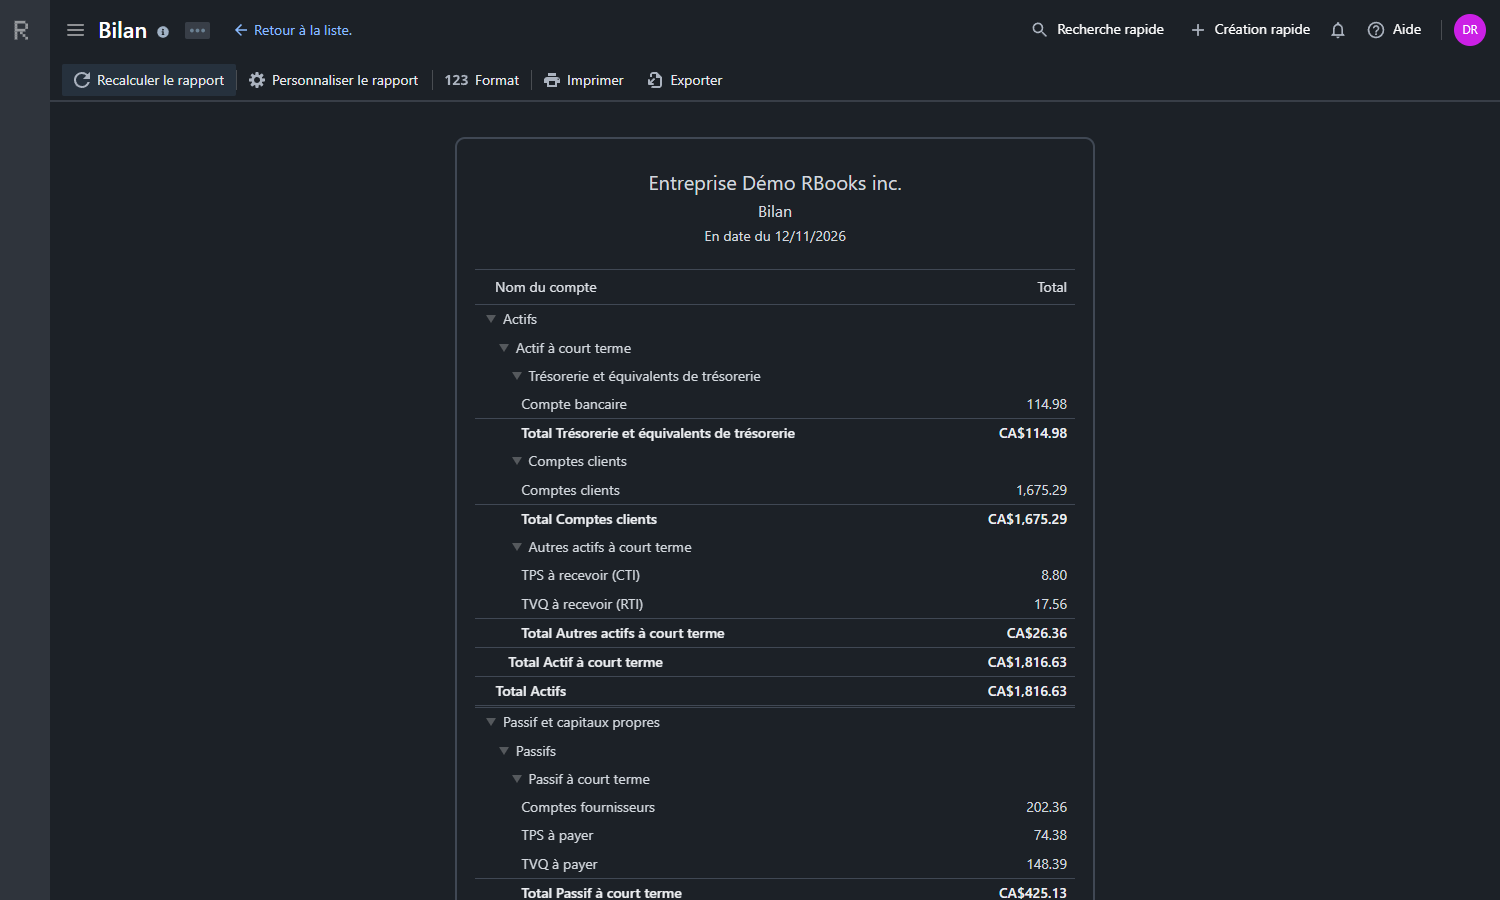 R
Bilan
Retour à la liste.
Recherche rapide
Création rapide
Aide
DR
Recalculer le rapport
Personnaliser le rapport
123 Format
Imprimer
Exporter
Entreprise Démo RBooks inc.
Bilan
En date du 12/11/2026
Nom du compte Total
Actifs
Actif à court terme
Trésorerie et équivalents de trésorerie
Compte bancaire 114.98
Total Trésorerie et équivalents de trésorerie CA$114.98
Comptes clients
Comptes clients 1,675.29
Total Comptes clients CA$1,675.29
Autres actifs à court terme
TPS à recevoir (CTI) 8.80
TVQ à recevoir (RTI) 17.56
Total Autres actifs à court terme CA$26.36
Total Actif à court terme CA$1,816.63
Total Actifs CA$1,816.63
Passif et capitaux propres
Passifs
Passif à court terme
Comptes fournisseurs 202.36
TPS à payer 74.38
TVQ à payer 148.39
Total Passif à court terme CA$425.13